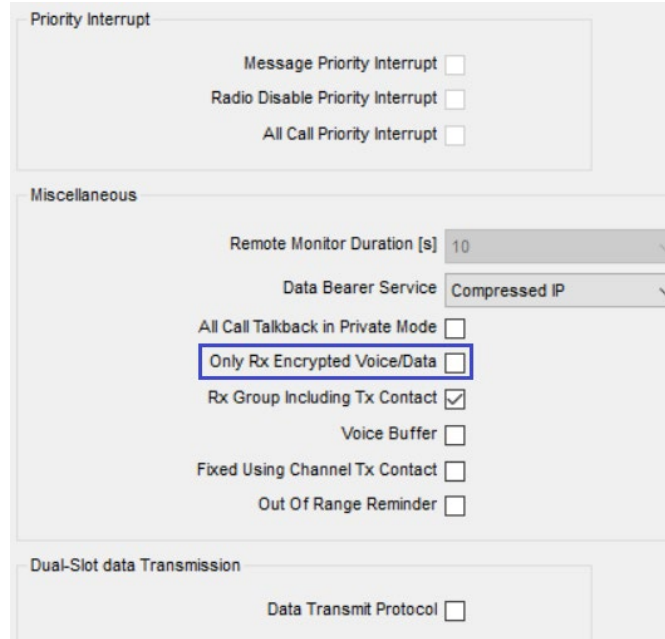 Priority Interrupt
Message Priority Interrupt
Radio Disable Priority Interrupt
All Call Priority Interrupt
Miscellaneous
Remote Monitor Duration [s] 10
Data Bearer Service Compressed IP
All Call Talkback in Private Mode
Only Rx Encrypted Voice/Data
Rx Group Including Tx Contact
Voice Buffer
Fixed Using Channel Tx Contact
Out Of Range Reminder
Dual-Slot data Transmission
Data Transmit Protocol